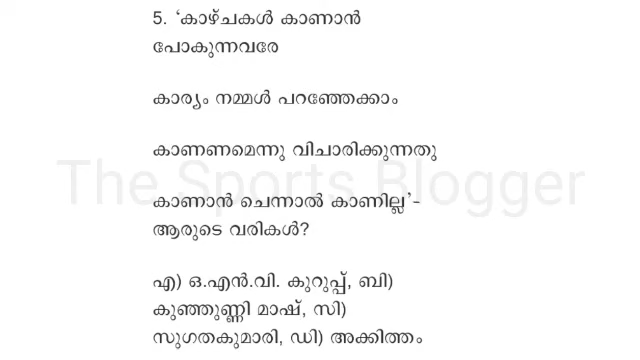 5. ‘കാഴ്ചകൾ കാണാൻ
പോകുന്നവരേ
കാര്യം നമ്മൾ പറഞ്ഞേക്കാം
കാണണമെന്നു വിചാരിക്കുന്നതു
The Sports Blogger
കാണാൻ ചെന്നാൽ കാണില്ല’-
ആരുടെ വരികൾ?
എ) ഒ.എൻ.വി. കുറുപ്പ്, ബി)
കുഞ്ഞുണ്ണി മാഷ്, സി)
സുഗതകുമാരി, ഡി) അക്കിത്തം